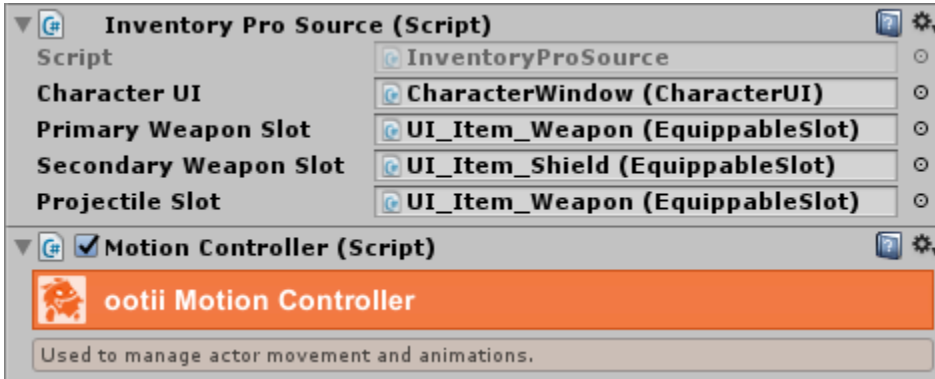 Inventory Pro Source (Script)
Script InventoryProSource
Character UI CharacterWindow (CharacterUI)
Primary Weapon Slot UI_Item_Weapon (EquippableSlot)
Secondary Weapon Slot UI_Item_Shield (EquippableSlot)
Projectile Slot UI_Item_Weapon (EquippableSlot)
Motion Controller (Script)
ootii Motion Controller
Used to manage actor movement and animations.